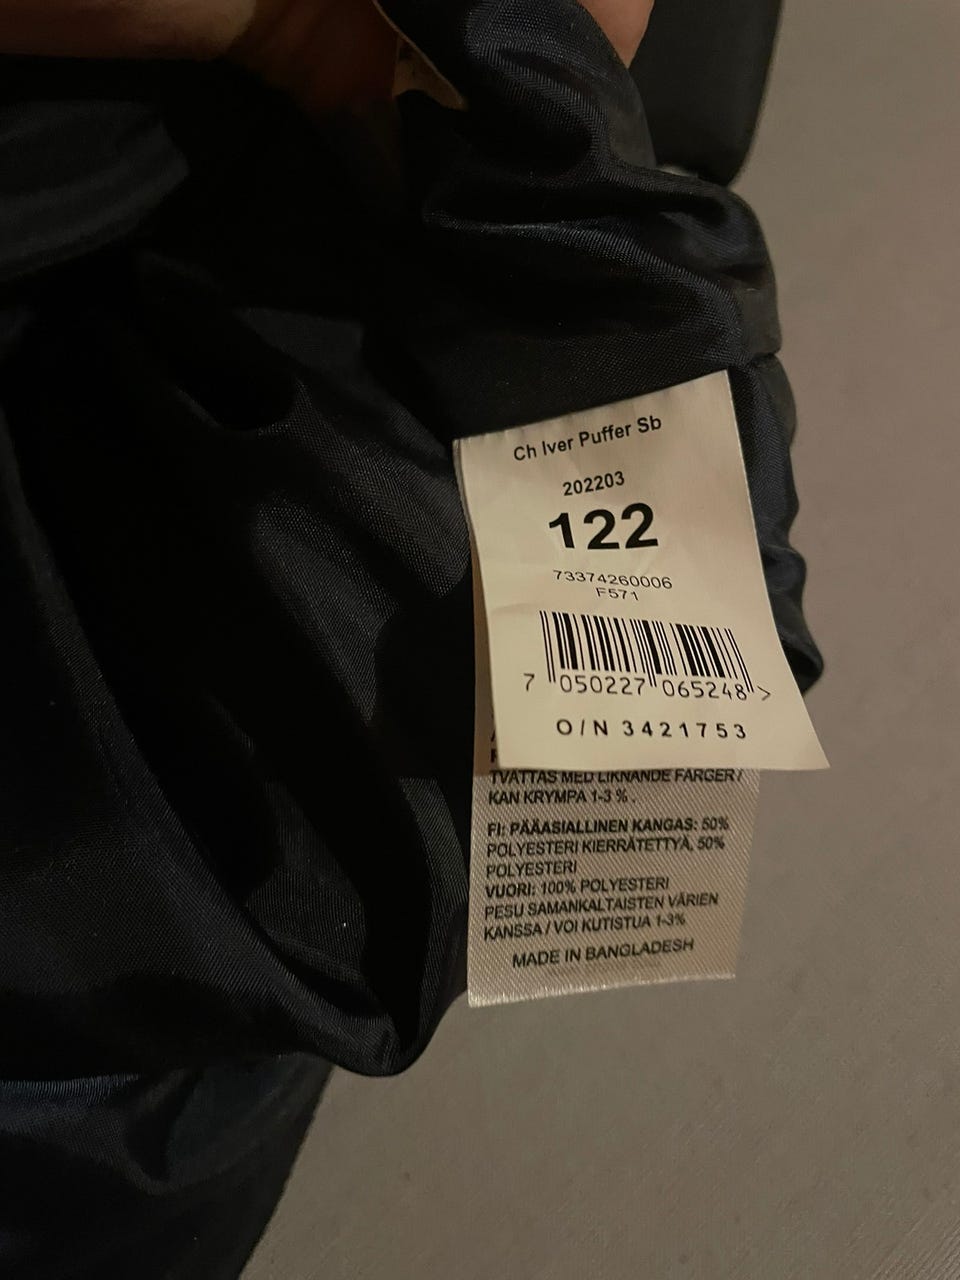 Ch Iver Puffer Sb
202203
122
73374260006
F571
7 050227 065248 >
O/N 3421753
TVÄTTAS MED LIKNANDE FÄRGER /
KAN KRYMPA 1-3 % .
FI: PÄÄASIALLINEN KANGAS: 50%
POLYESTERI KIERRÄTETTYÄ, 50%
POLYESTERI
VUORI: 100% POLYESTERI
PESU SAMANKALTAISTEN VÄRIEN
KANSSA / VOI KUTISTUA 1-3%
MADE IN BANGLADESH